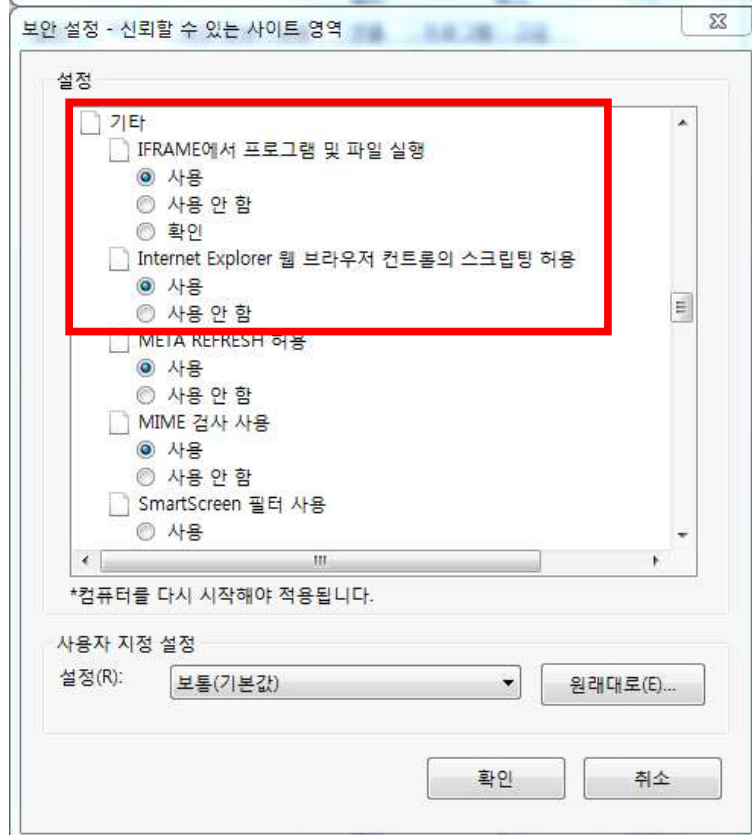 보안 설정 - 신뢰할 수 있는 사이트 영역
설정
기타
IFRAME에서 프로그램 및 파일 실행
사용
사용 안 함
확인
Internet Explorer 웹 브라우저 컨트롤의 스크립팅 허용
사용
사용 안 함
META REFRESH 허용
사용
사용 안 함
MIME 검사 사용
사용
사용 안 함
SmartScreen 필터 사용
사용
*컴퓨터를 다시 시작해야 적용됩니다.
사용자 지정 설정
설정(R): 보통(기본값) 원래대로(E)...
확인 취소